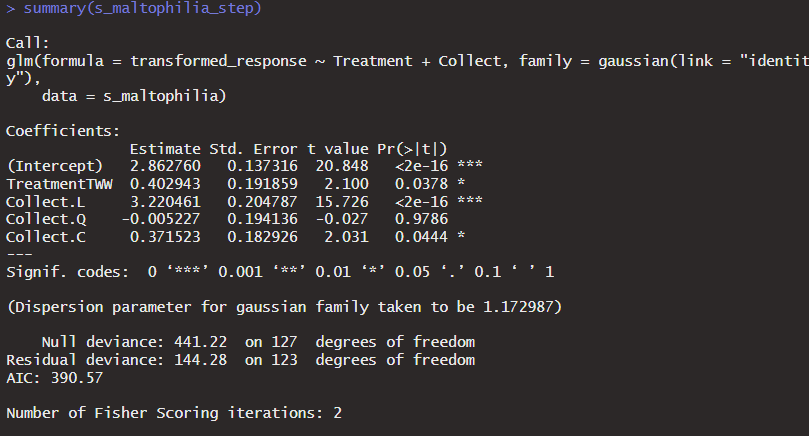 > summary(s_maltophilia_step)
Call:
glm(formula = transformed_response ~ Treatment + Collect, family = gaussian(link = "identit
y"),
    data = s_maltophilia)
Coefficients:
             Estimate Std. Error t value Pr(>|t|)
(Intercept)  2.862760   0.137316  20.848   <2e-16 ***
TreatmentTWW  0.402943   0.191859   2.100   0.0378 *
Collect.L    3.220461   0.204787  15.726   <2e-16 ***
Collect.Q   -0.005227   0.194136  -0.027   0.9786
Collect.C    0.371523   0.182926   2.031   0.0444 *
---
Signif. codes:  0 ‘***’ 0.001 ‘**’ 0.01 ‘*’ 0.05 ‘.’ 0.1 ‘ ’ 1
(Dispersion parameter for gaussian family taken to be 1.172987)
    Null deviance: 441.22  on 127  degrees of freedom
Residual deviance: 144.28  on 123  degrees of freedom
AIC: 390.57
Number of Fisher Scoring iterations: 2